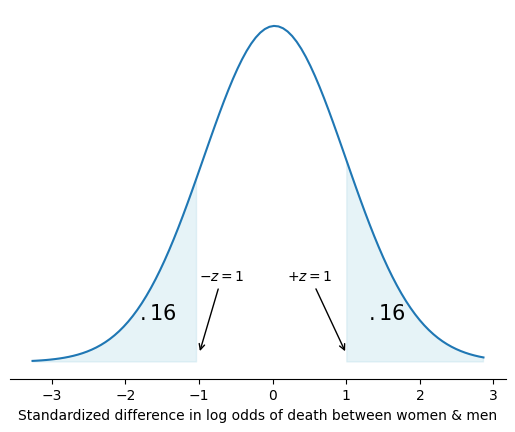 −z = 1
+z = 1
.16
.16
−3 −2 −1 0 1 2 3
Standardized difference in log odds of death between women & men